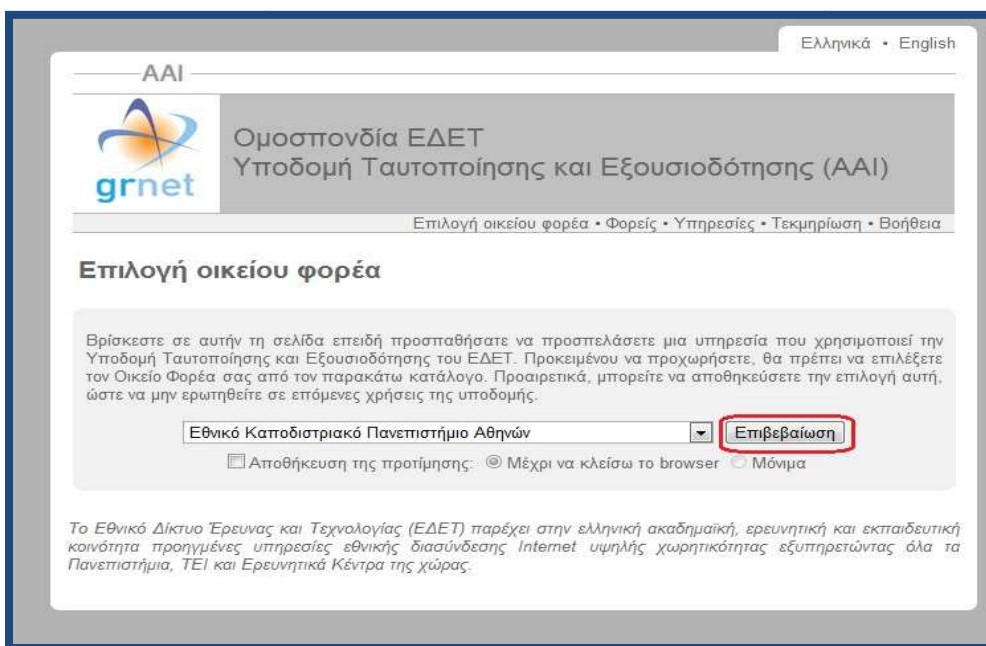 Ελληνικά • English
AAI
grnet
Ομοσπονδία ΕΔΕΤ
Υποδομή Ταυτοποίησης και Εξουσιοδότησης (ΑΑΙ)
Επιλογή οικείου φορέα • Φορείς • Υπηρεσίες • Τεκμηρίωση • Βοήθεια
Επιλογή οικείου φορέα
Βρίσκεστε σε αυτήν τη σελίδα επειδή προσπαθήσατε να προσπελάσετε μια υπηρεσία που χρησιμοποιεί την
Υποδομή Ταυτοποίησης και Εξουσιοδότησης του ΕΔΕΤ. Προκειμένου να προχωρήσετε, θα πρέπει να επιλέξετε
τον Οικείο Φορέα σας από τον παρακάτω κατάλογο. Προαιρετικά, μπορείτε να αποθηκεύσετε την επιλογή αυτή,
ώστε να μην ερωτηθείτε σε επόμενες χρήσεις της υποδομής.
Εθνικό Καποδιστριακό Πανεπιστήμιο Αθηνών Επιβεβαίωση
Αποθήκευση της προτίμησης: Μέχρι να κλείσω το browser Μόνιμα
Το Εθνικό Δίκτυο Έρευνας και Τεχνολογίας (ΕΔΕΤ) παρέχει στην ελληνική ακαδημαϊκή, ερευνητική και εκπαιδευτική
κοινότητα προηγμένες υπηρεσίες εθνικής διασύνδεσης Internet υψηλής χωρητικότητας εξυπηρετώντας όλα τα
Πανεπιστήμια, ΤΕΙ και Ερευνητικά Κέντρα της χώρας.